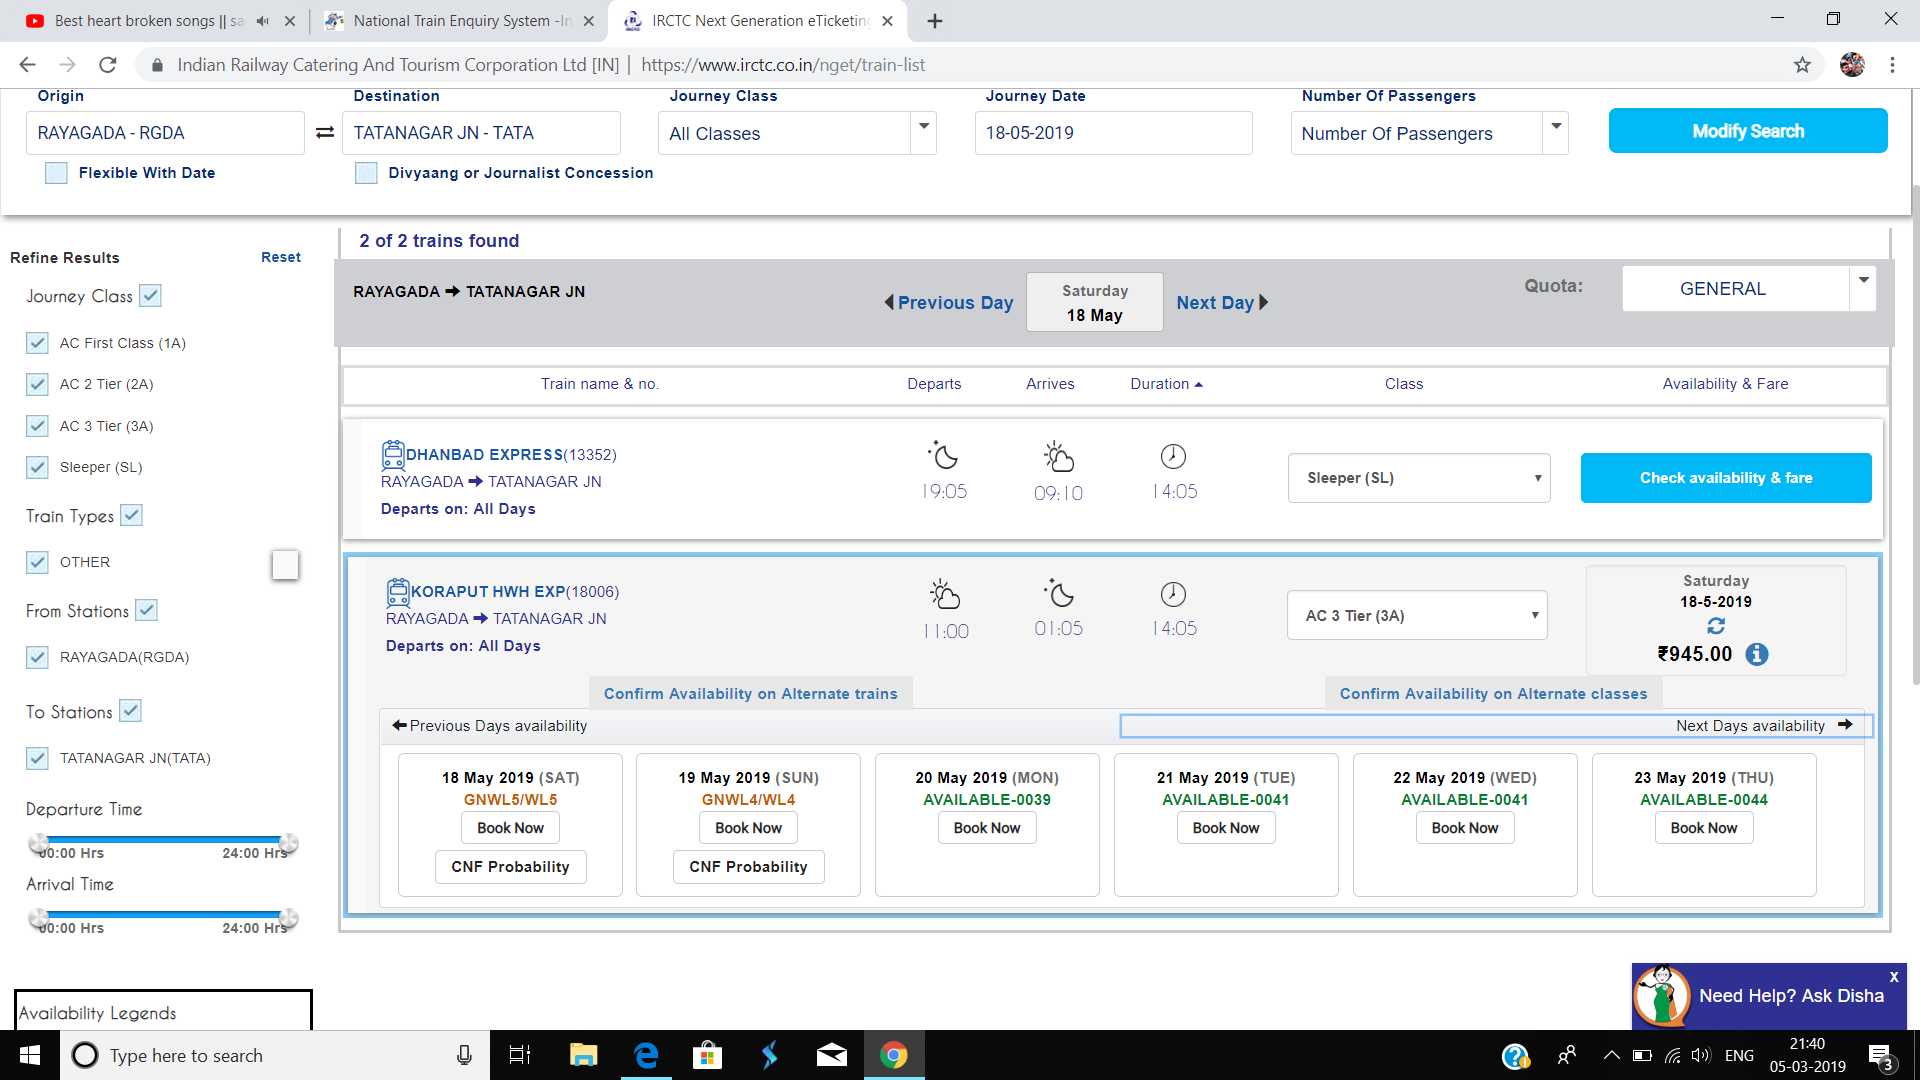 Best heart broken songs || sa
National Train Enquiry System -In
IRCTC Next Generation eTicketing
Indian Railway Catering And Tourism Corporation Ltd [IN] | https://www.irctc.co.in/nget/train-list
Origin Destination Journey Class Journey Date Number Of Passengers
RAYAGADA - RGDA TATANAGAR JN - TATA All Classes 18-05-2019 Number Of Passengers Modify Search
Flexible With Date Divyaang or Journalist Concession
2 of 2 trains found
Refine Results Reset
Journey Class
AC First Class (1A)
AC 2 Tier (2A)
AC 3 Tier (3A)
Sleeper (SL)
Train Types
OTHER
From Stations
RAYAGADA(RGDA)
To Stations
TATANAGAR JN(TATA)
Departure Time
00:00 Hrs 24:00 Hrs
Arrival Time
00:00 Hrs 24:00 Hrs
Availability Legends
RAYAGADA ➔ TATANAGAR JN
Previous Day
Saturday
18 May
Next Day
Quota: GENERAL
Train name & no. Departs Arrives Duration Class Availability & Fare
DHANBAD EXPRESS(13352)
RAYAGADA ➔ TATANAGAR JN
Departs on: All Days
19:05 09:10 14:05
Sleeper (SL)
Check availability & fare
KORAPUT HWH EXP(18006)
RAYAGADA ➔ TATANAGAR JN
Departs on: All Days
11:00 01:05 14:05
AC 3 Tier (3A)
Saturday
18-5-2019
₹945.00
Confirm Availability on Alternate trains Confirm Availability on Alternate classes
Previous Days availability Next Days availability
18 May 2019 (SAT)
GNWL5/WL5
Book Now
CNF Probability
19 May 2019 (SUN)
GNWL4/WL4
Book Now
CNF Probability
20 May 2019 (MON)
AVAILABLE-0039
Book Now
21 May 2019 (TUE)
AVAILABLE-0041
Book Now
22 May 2019 (WED)
AVAILABLE-0041
Book Now
23 May 2019 (THU)
AVAILABLE-0044
Book Now
X
Need Help? Ask Disha
Type here to search
ENG
21:40
05-03-2019
3